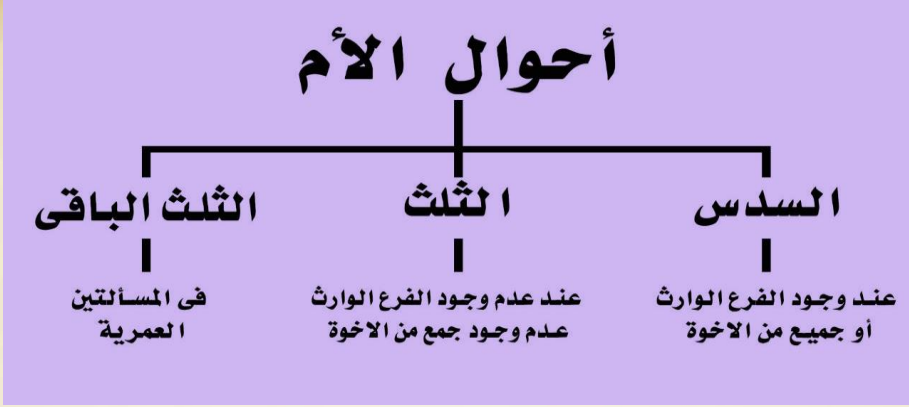 أحوال الأم
السدس
عند وجود الفرع الوارث
أو جميع من الاخوة
الثلث
عند عدم وجود الفرع الوارث
عدم وجود جمع من الاخوة
الثلث الباقى
فى المسألتين
العمرية